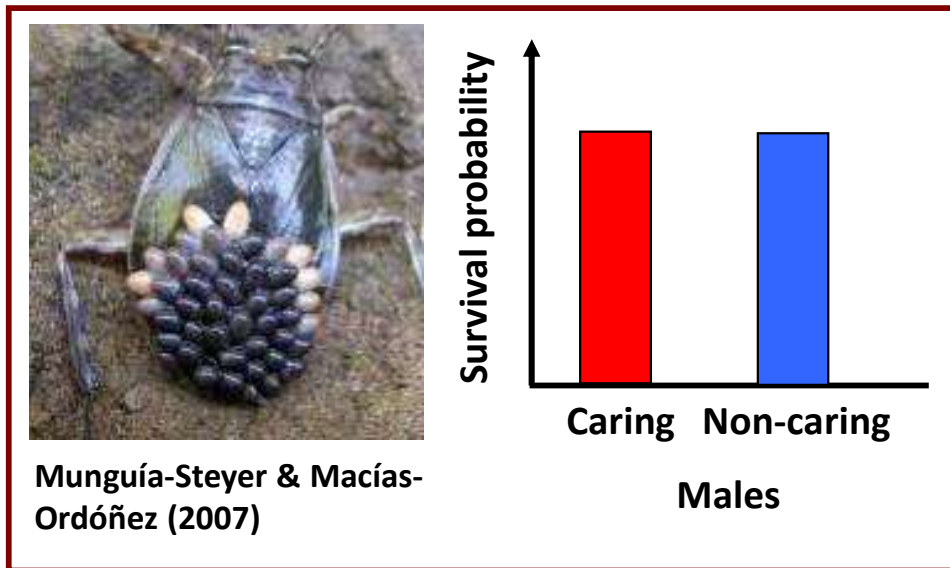 Survival probability
Caring
Non-caring
Males
Munguía-Steyer & Macías-
Ordóñez (2007)